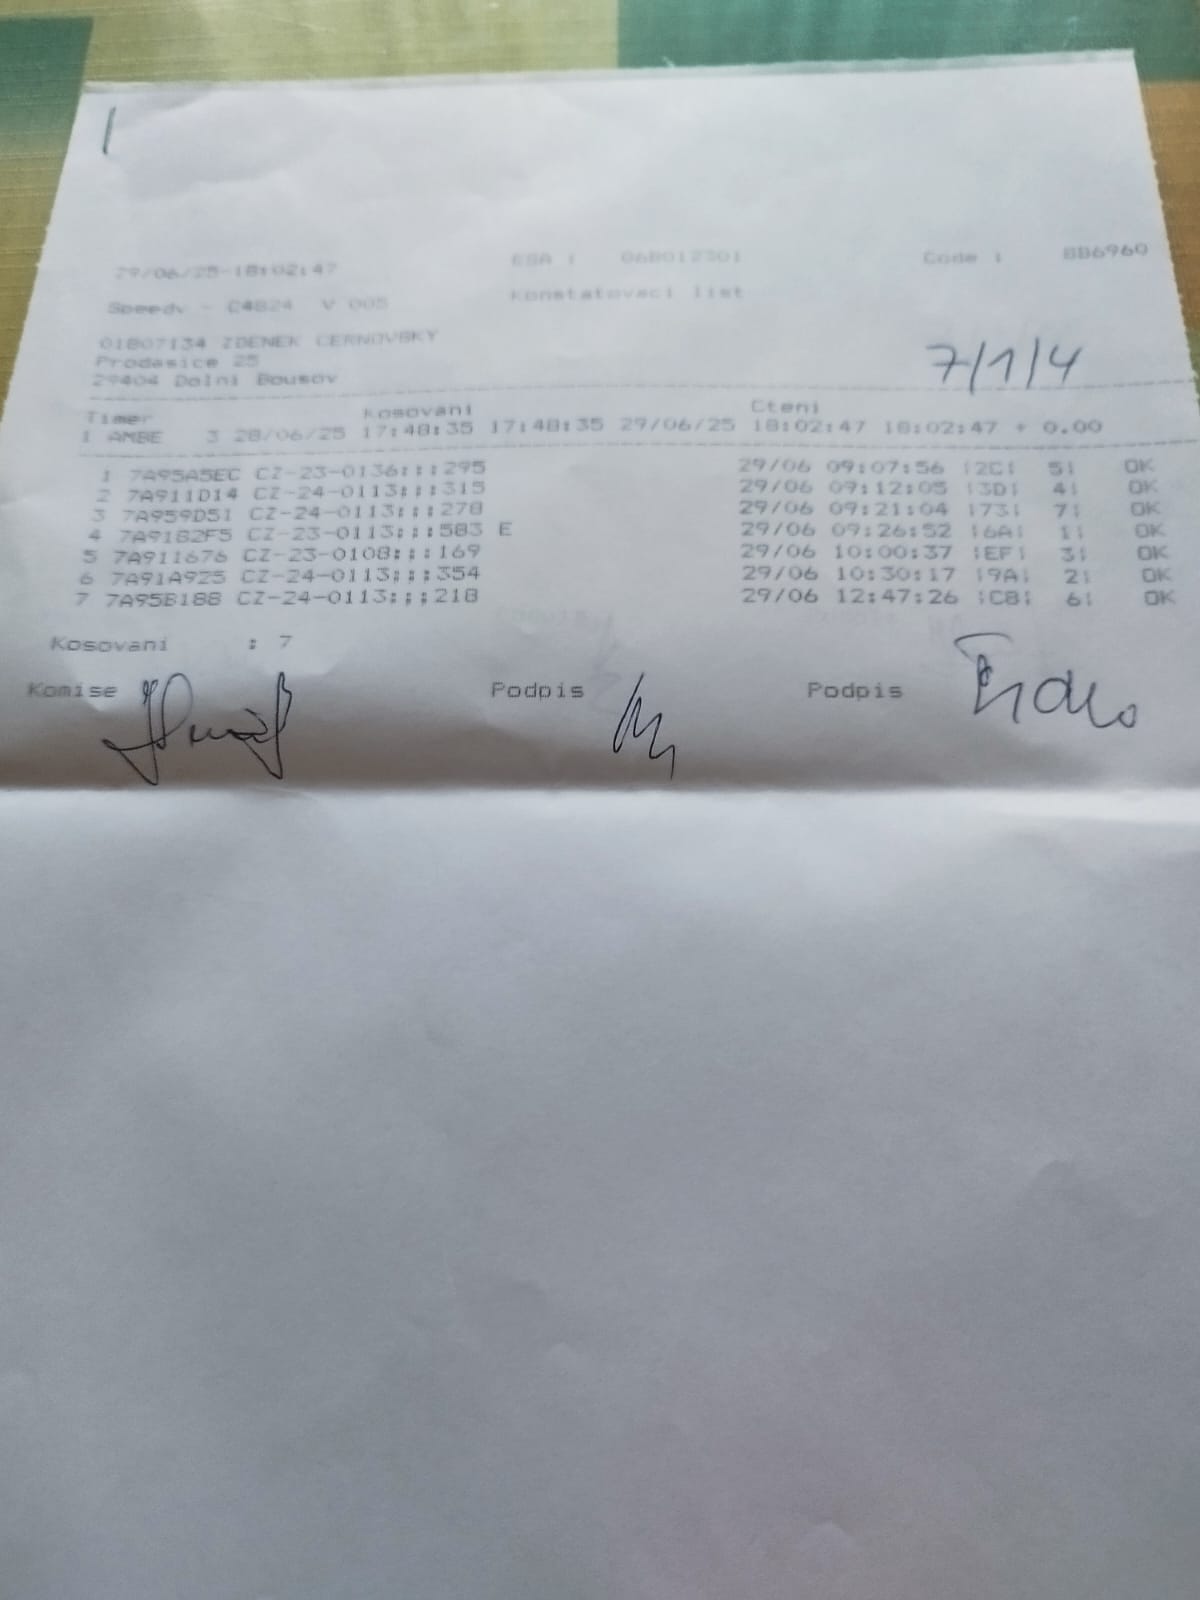 29/06/25-18:02:47 ESA : 06B012301 Code : BB6960
Speedy - C4824 V 005 Konstatovaci list
01B07134 ZDENEK CERNOVSKY
Prodasice 25
29404 Dolni Bousov
7/1/4
Timer Kosovani Cteni
1 AMBE 3 28/06/25 17:48:35 17:48:35 29/06/25 18:02:47 18:02:47 + 0.00
1 7A95A5EC CZ-23-0136:::295 29/06 09:07:56 |2C| 5| OK
2 7A911D14 CZ-24-0113:::315 29/06 09:12:05 |3D| 4| OK
3 7A959D51 CZ-24-0113:::278 29/06 09:21:04 |73| 7| OK
4 7A9182F5 CZ-23-0113:::583 E 29/06 09:26:52 |6A| 1| OK
5 7A911676 CZ-23-0108:::169 29/06 10:00:37 |EF| 3| OK
6 7A91A925 CZ-24-0113:::354 29/06 10:30:17 |9A| 2| OK
7 7A95B188 CZ-24-0113:::218 29/06 12:47:26 |C8| 6| OK
Kosovani : 7
Komise Podpis Podpis